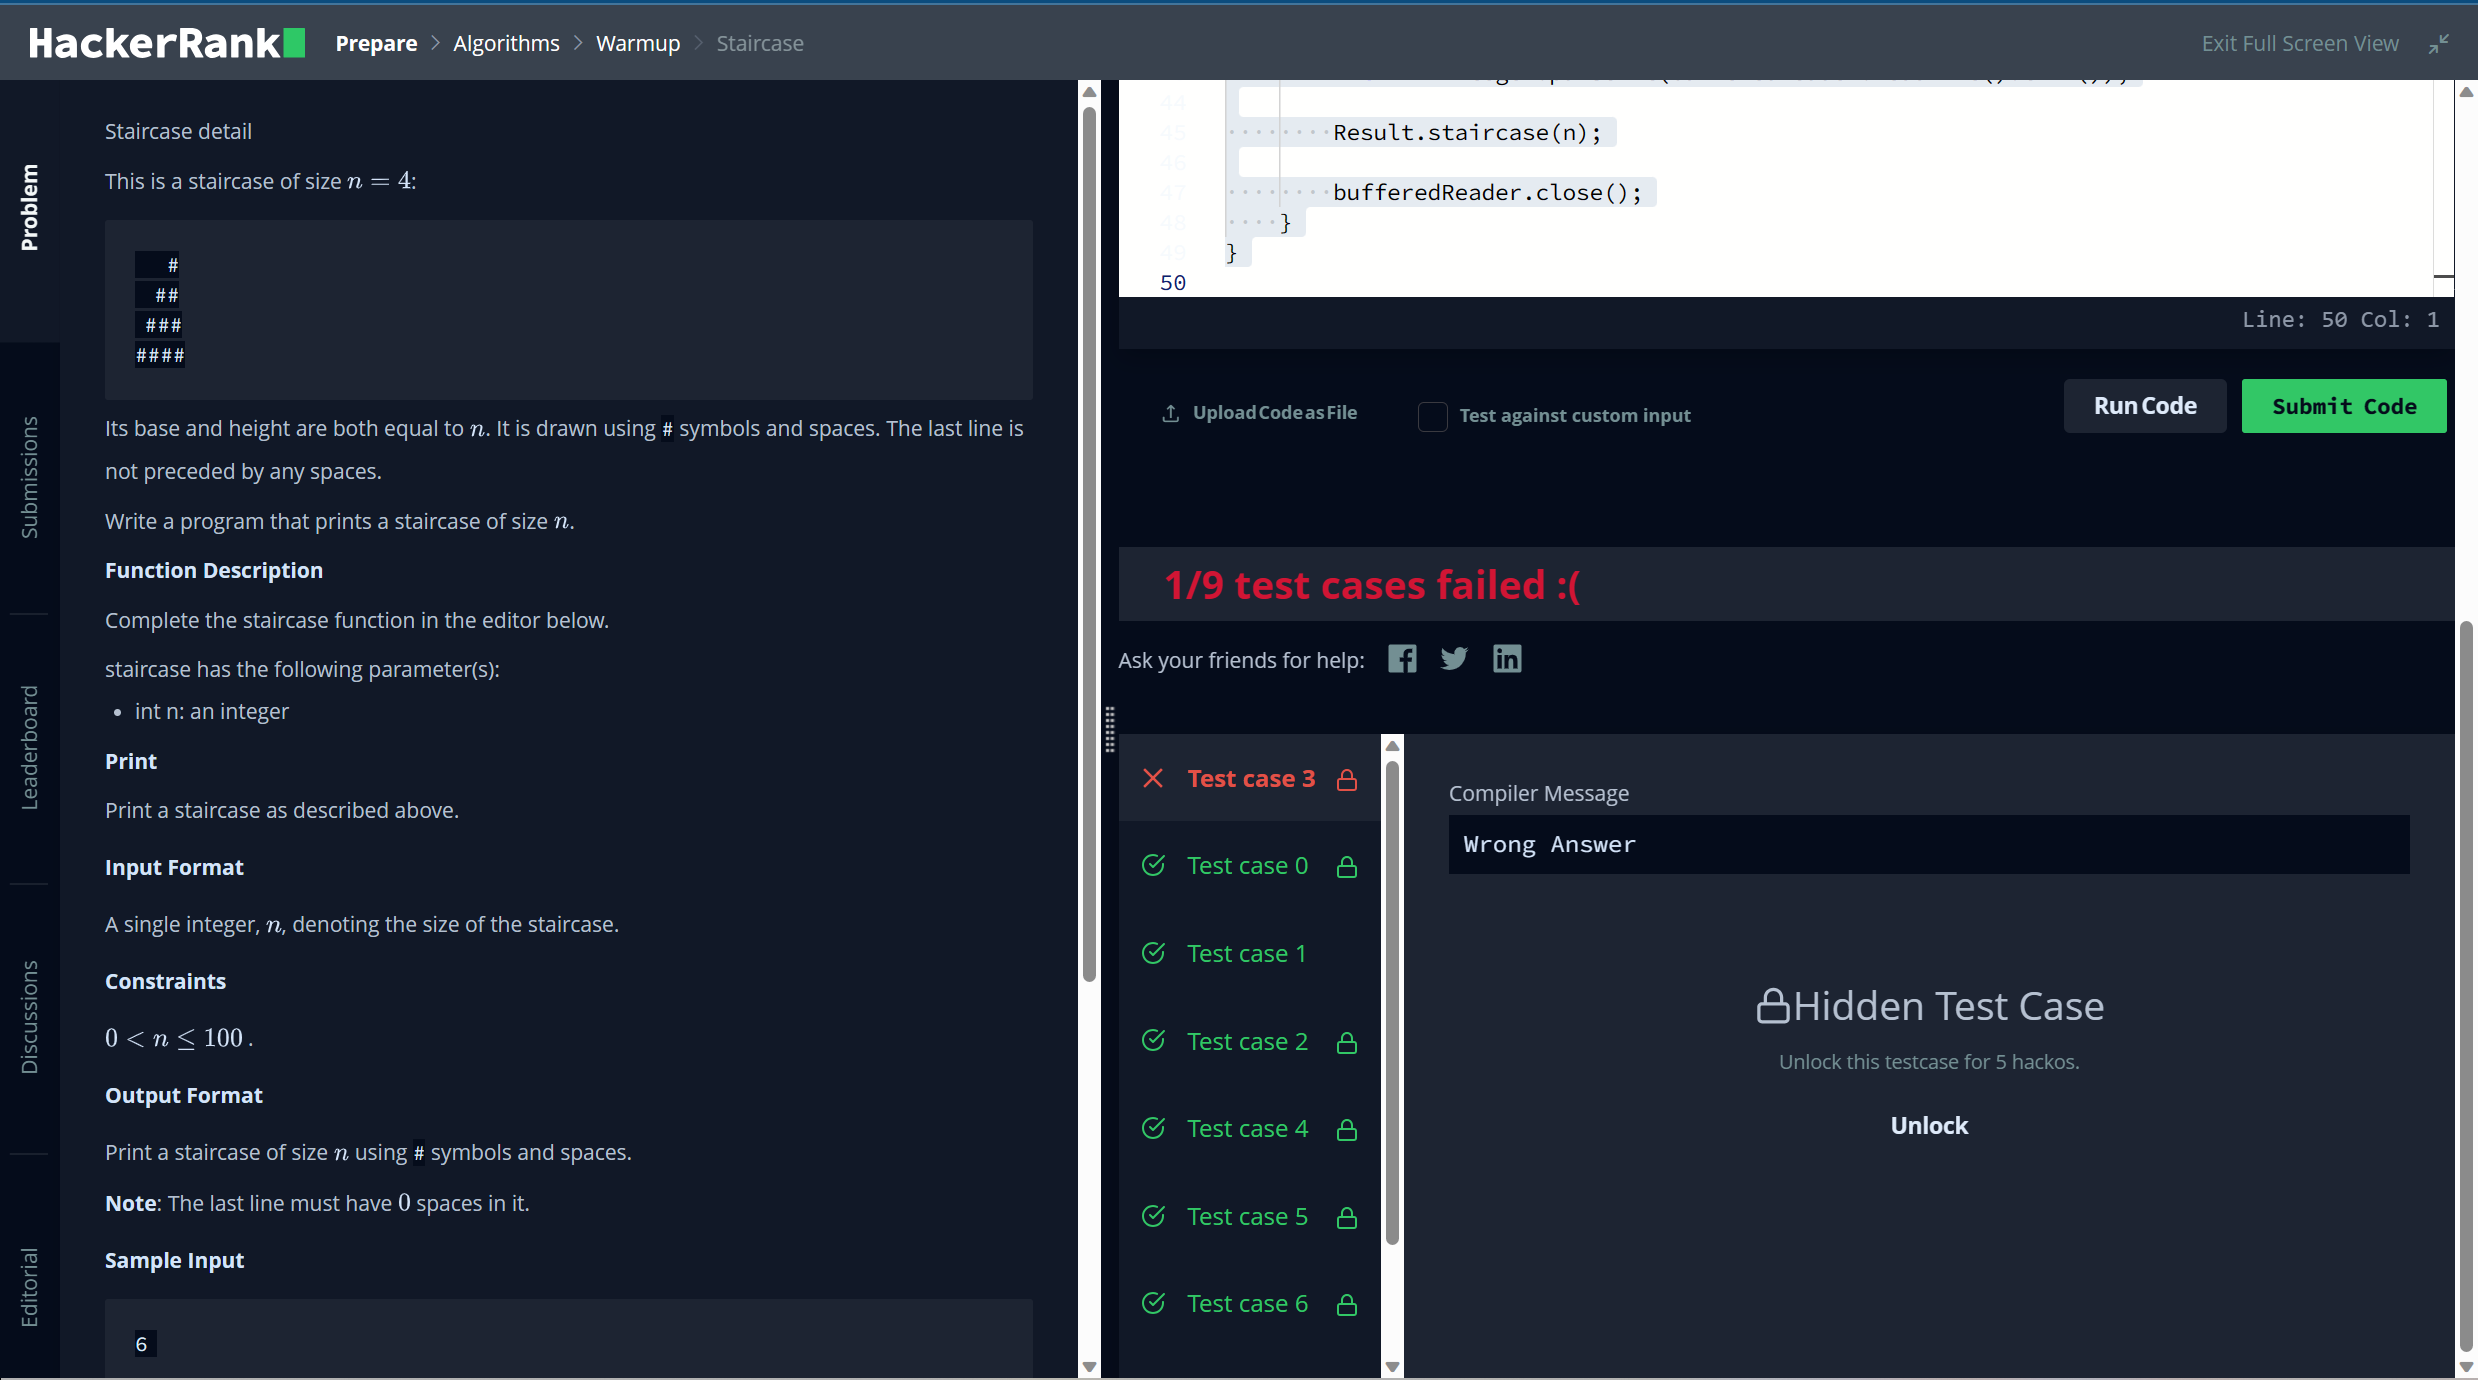 HackerRank
Prepare > Algorithms > Warmup > Staircase
Exit Full Screen View
Problem
Submissions
Leaderboard
Discussions
Editorial
Staircase detail
This is a staircase of size n = 4:
   #
  ##
 ###
####
Its base and height are both equal to n. It is drawn using # symbols and spaces. The last line is
not preceded by any spaces.
Write a program that prints a staircase of size n.
Function Description
Complete the staircase function in the editor below.
staircase has the following parameter(s):
• int n: an integer
Print
Print a staircase as described above.
Input Format
A single integer, n, denoting the size of the staircase.
Constraints
0 < n ≤ 100 .
Output Format
Print a staircase of size n using # symbols and spaces.
Note: The last line must have 0 spaces in it.
Sample Input
6
44
45 Result.staircase(n);
46
47 bufferedReader.close();
48 }
49 }
50
Line: 50 Col: 1
Upload Code as File
Test against custom input
Run Code
Submit Code
1/9 test cases failed :(
Ask your friends for help:
Test case 3
Test case 0
Test case 1
Test case 2
Test case 4
Test case 5
Test case 6
Compiler Message
Wrong Answer
Hidden Test Case
Unlock this testcase for 5 hackos.
Unlock